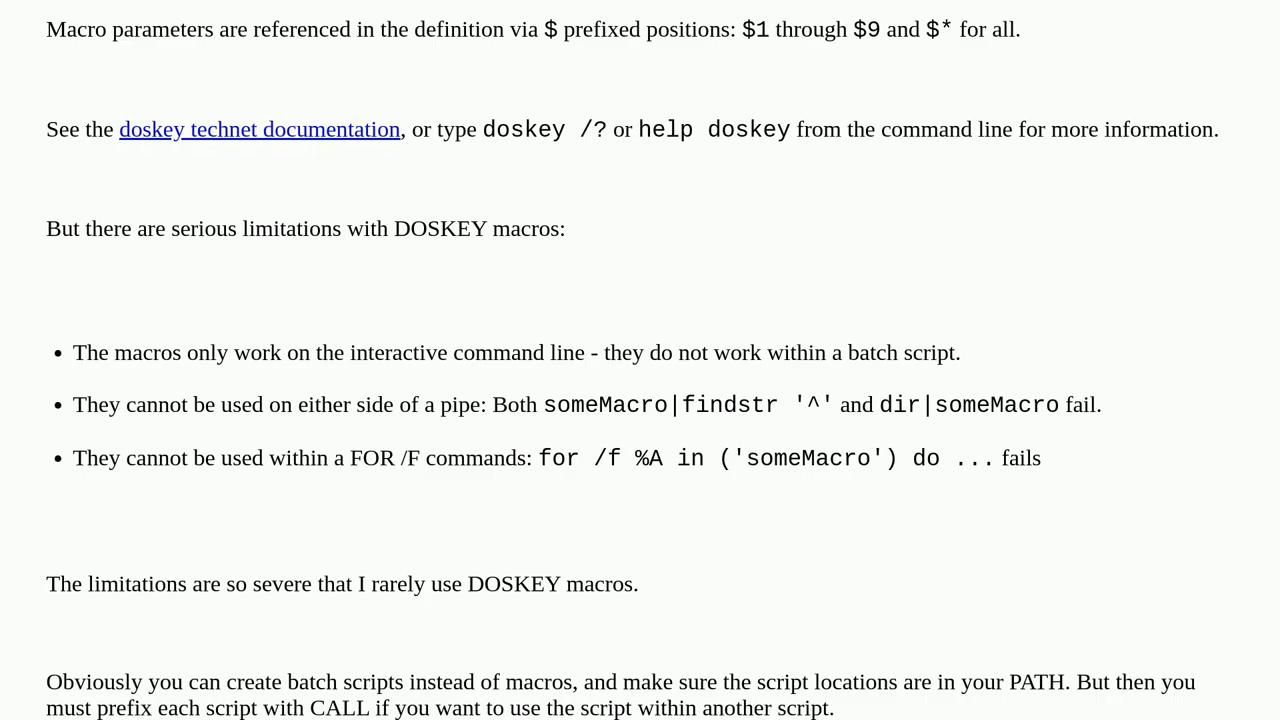 Macro parameters are referenced in the definition via $ prefixed positions: $1 through $9 and $* for all.
See the doskey technet documentation, or type doskey /? or help doskey from the command line for more information.
But there are serious limitations with DOSKEY macros:
• The macros only work on the interactive command line - they do not work within a batch script.
• They cannot be used on either side of a pipe: Both someMacro|findstr '^' and dir|someMacro fail.
• They cannot be used within a FOR /F commands: for /f %A in ('someMacro') do ... fails
The limitations are so severe that I rarely use DOSKEY macros.
Obviously you can create batch scripts instead of macros, and make sure the script locations are in your PATH. But then you
must prefix each script with CALL if you want to use the script within another script.